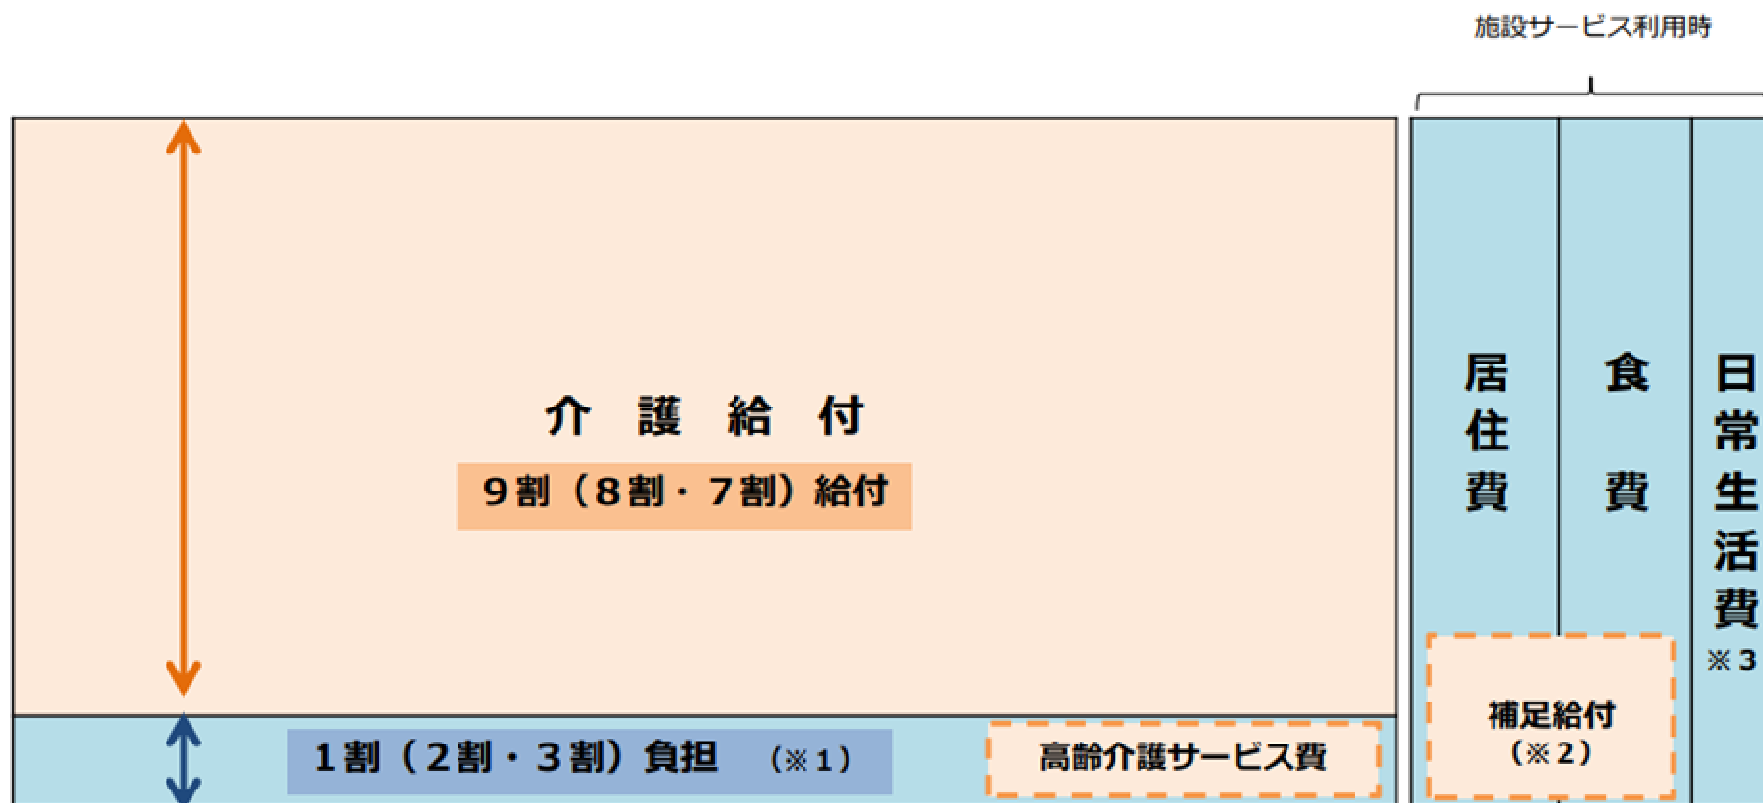 施設サービス利用時
介護給付
9割（8割・7割）給付
1割（2割・3割）負担 （※1）
高齢介護サービス費
居住費
食費
日常生活費
※3
補足給付
（※2）